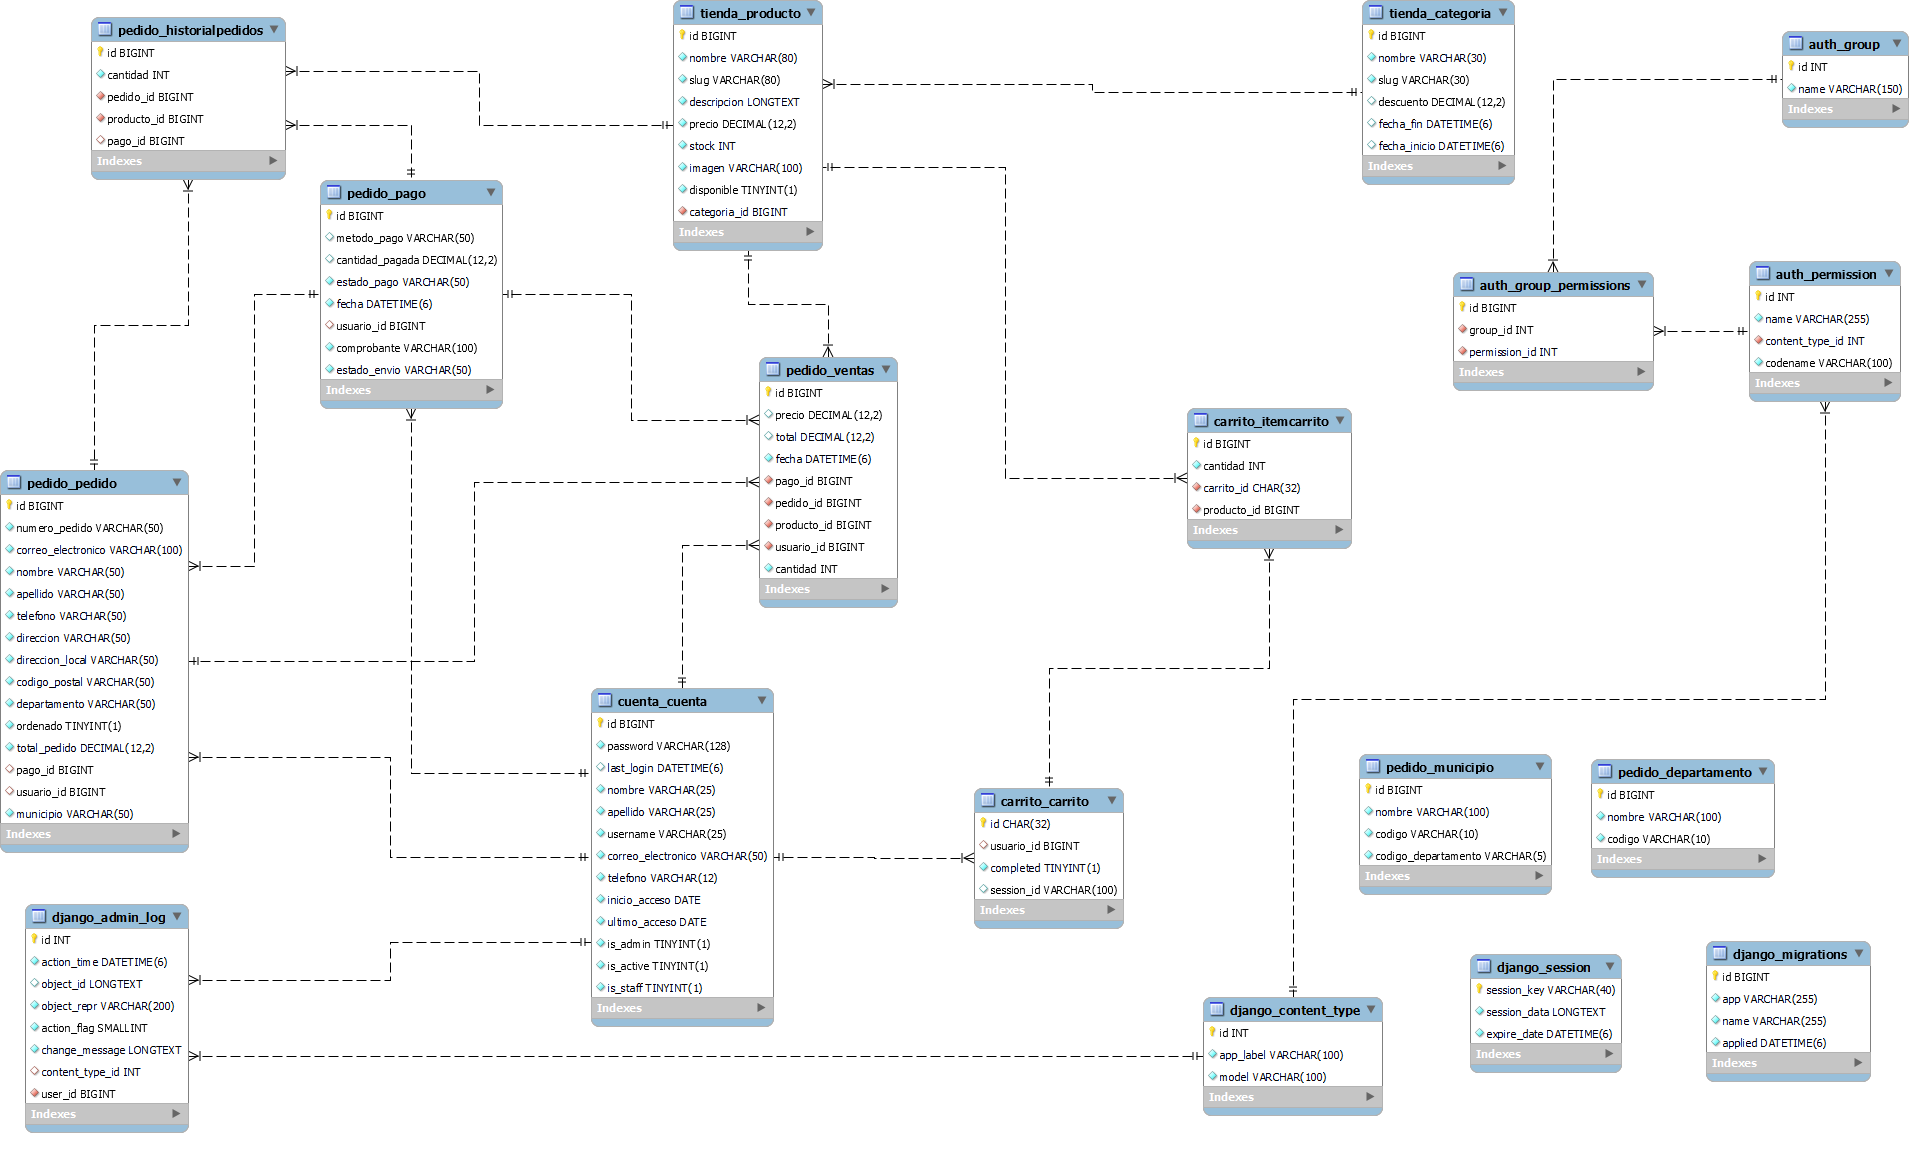 pedido_historialpedidos
id BIGINT
cantidad INT
pedido_id BIGINT
producto_id BIGINT
pago_id BIGINT
Indexes
tienda_producto
id BIGINT
nombre VARCHAR(80)
slug VARCHAR(80)
descripcion LONGTEXT
precio DECIMAL(12,2)
stock INT
imagen VARCHAR(100)
disponible TINYINT(1)
categoria_id BIGINT
Indexes
tienda_categoria
id BIGINT
nombre VARCHAR(30)
slug VARCHAR(30)
descuento DECIMAL(12,2)
fecha_fin DATETIME(6)
fecha_inicio DATETIME(6)
Indexes
auth_group
id INT
name VARCHAR(150)
Indexes
pedido_pago
id BIGINT
metodo_pago VARCHAR(50)
cantidad_pagada DECIMAL(12,2)
estado_pago VARCHAR(50)
fecha DATETIME(6)
usuario_id BIGINT
comprobante VARCHAR(100)
estado_envio VARCHAR(50)
Indexes
auth_group_permissions
id BIGINT
group_id INT
permission_id INT
Indexes
auth_permission
id INT
name VARCHAR(255)
content_type_id INT
codename VARCHAR(100)
Indexes
pedido_ventas
id BIGINT
precio DECIMAL(12,2)
total DECIMAL(12,2)
fecha DATETIME(6)
pago_id BIGINT
pedido_id BIGINT
producto_id BIGINT
usuario_id BIGINT
cantidad INT
Indexes
carrito_itemcarrito
id BIGINT
cantidad INT
carrito_id CHAR(32)
producto_id BIGINT
Indexes
pedido_pedido
id BIGINT
numero_pedido VARCHAR(50)
correo_electronico VARCHAR(100)
nombre VARCHAR(50)
apellido VARCHAR(50)
telefono VARCHAR(50)
direccion VARCHAR(50)
direccion_local VARCHAR(50)
codigo_postal VARCHAR(50)
departamento VARCHAR(50)
ordenado TINYINT(1)
total_pedido DECIMAL(12,2)
pago_id BIGINT
usuario_id BIGINT
municipio VARCHAR(50)
Indexes
cuenta_cuenta
id BIGINT
password VARCHAR(128)
last_login DATETIME(6)
nombre VARCHAR(25)
apellido VARCHAR(25)
username VARCHAR(25)
correo_electronico VARCHAR(50)
telefono VARCHAR(12)
inicio_acceso DATE
ultimo_acceso DATE
is_admin TINYINT(1)
is_active TINYINT(1)
is_staff TINYINT(1)
Indexes
carrito_carrito
id CHAR(32)
usuario_id BIGINT
completed TINYINT(1)
session_id VARCHAR(100)
Indexes
pedido_municipio
id BIGINT
nombre VARCHAR(100)
codigo VARCHAR(10)
codigo_departamento VARCHAR(5)
Indexes
pedido_departamento
id BIGINT
nombre VARCHAR(100)
codigo VARCHAR(10)
Indexes
django_admin_log
id INT
action_time DATETIME(6)
object_id LONGTEXT
object_repr VARCHAR(200)
action_flag SMALLINT
change_message LONGTEXT
content_type_id INT
user_id BIGINT
Indexes
django_content_type
id INT
app_label VARCHAR(100)
model VARCHAR(100)
Indexes
django_session
session_key VARCHAR(40)
session_data LONGTEXT
expire_date DATETIME(6)
Indexes
django_migrations
id BIGINT
app VARCHAR(255)
name VARCHAR(255)
applied DATETIME(6)
Indexes